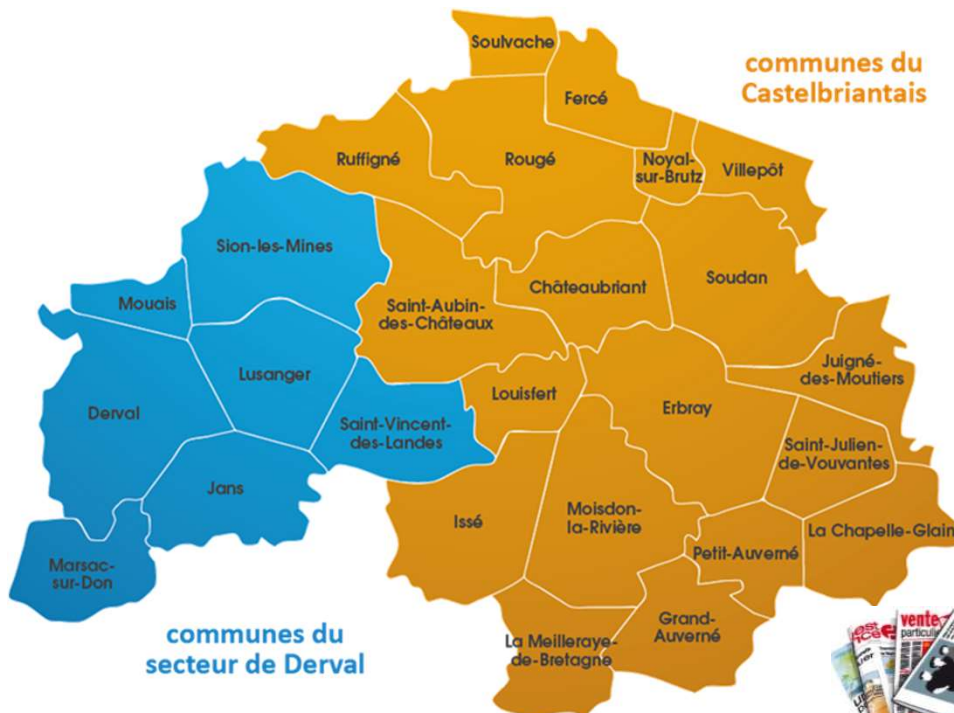 Soulvache
communes du
Castelbriantais
Fercé
Ruffigné
Rougé
Noyal-
sur-Brutz
Villepôt
Sion-les-Mines
Soudan
Châteaubriant
Mouais
Saint-Aubin-
des-Châteaux
Juigné-
des-Moutiers
Lusanger
Louisfert
Erbray
Derval
Saint-Vincent-
des-Landes
Saint-Julien-
de-Vouvantes
Jans
Issé
Moisdon-
la-Rivière
La Chapelle-Glain
Petit-Auverné
Marsac-
sur-Don
Grand-
Auverné
communes du
secteur de Derval
La Meilleraye-
de-Bretagne
vente
particulie